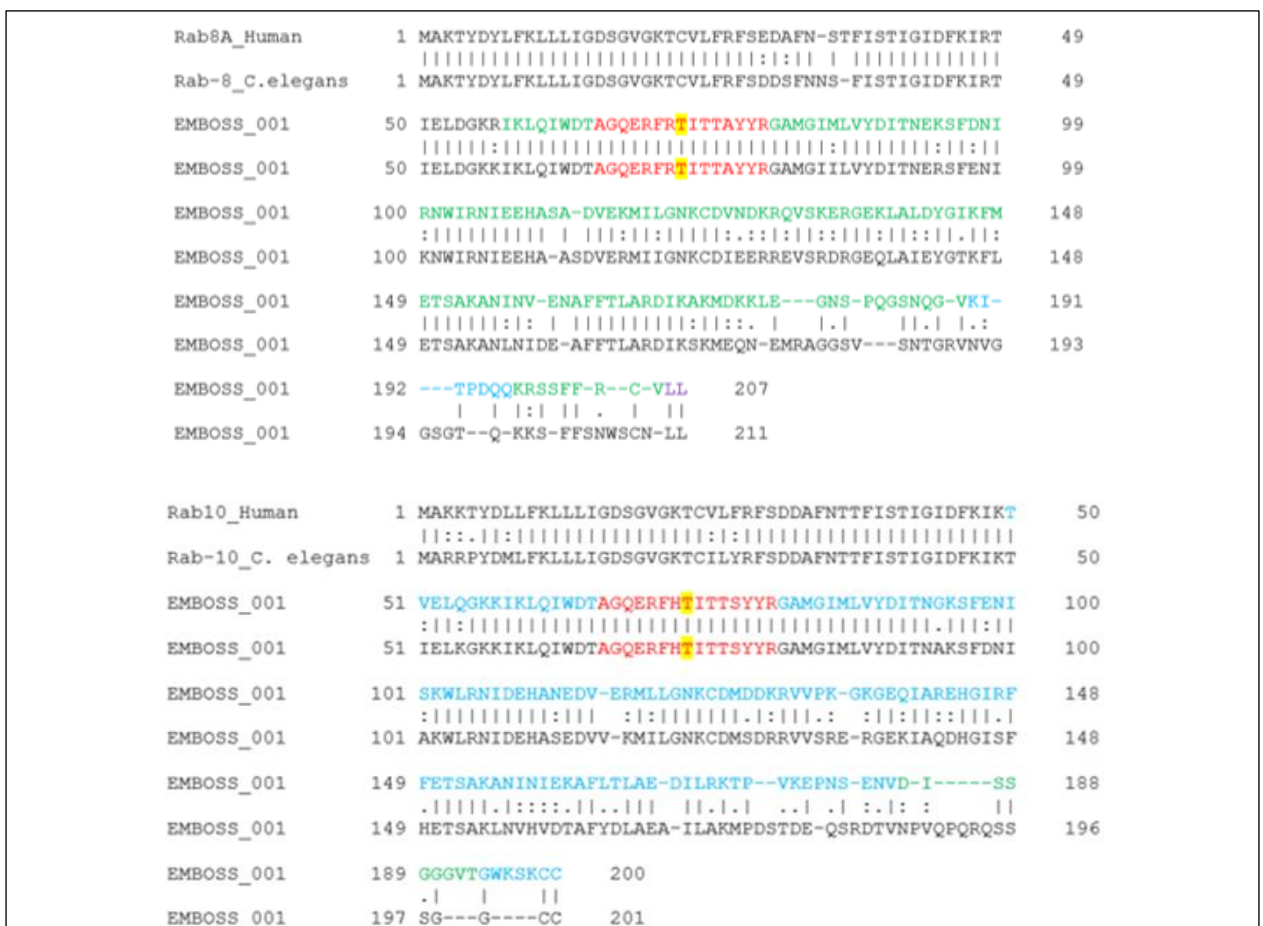 Rab8A_Human 1 MAKTYDYLFKLLLIGDSGVGKTCVLFRFSEDAFN-STFISTIGIDFKIRT 49
||||||||||||||||||||||||||||||:|:|| | |||||||||||||
Rab-8_C.elegans 1 MAKTYDYLFKLLLIGDSGVGKTCVLFRFSDDSFNNS-FISTIGIDFKIRT 49
EMBOSS_001 50 IELDGKRIKLQIWDTAGQERFRTITTAYYRGAMGIMLVYDITNEKSFDNI 99
||||||:||||||||||||||||||||||||||||:||||||||:||:||
EMBOSS_001 50 IELDGKKIKLQIWDTAGQERFRTITTAYYRGAMGIILVYDITNERSFENI 99
EMBOSS_001 100 RNWIRNIEEHASA-DVEKMILGNKCDVNDKRQVSKERGEKLALDYGIKFM 148
:|||||||||| | |||:||:|||||:.::|:||::|||:||::||.||:
EMBOSS_001 100 KNWIRNIEEHA-ASDVERMIIGNKCDIEERREVSRDRGEQLAIEYGTKFL 148
EMBOSS_001 149 ETSAKANINV-ENAFFTLARDIKAKMDKKLE---GNS-PQGSNQG-VKI- 191
||||||||:|: | |||||||||||:||::. | |.| ||.| |.:
EMBOSS_001 149 ETSAKANLNIDE-AFFTLARDIKSKMEQN-EMRAGGSV---SNTGRVNVG 193
EMBOSS_001 192 ---TPDQQKRSSFF-R--C-VLL 207
| | |:| || . | ||
EMBOSS_001 194 GSGT--Q-KKS-FFSNWSCN-LL 211
Rab10_Human 1 MAKKTYDLLFKLLLIGDSGVGKTCVLFRFSDDAFNTTFISTIGIDFKIKT 50
||::.||:||||||||||||||||:|:|||||||||||||||||||||||
Rab-10_C. elegans 1 MARRPYDMLFKLLLIGDSGVGKTCILYRFSDDAFNTTFISTIGIDFKIKT 50
EMBOSS_001 51 VELQGKKIKLQIWDTAGQERFHTITTSYYRGAMGIMLVYDITNGKSFENI 100
:||:|||||||||||||||||||||||||||||||||||||||.|||:||
EMBOSS_001 51 IELKGKKIKLQIWDTAGQERFHTITTSYYRGAMGIMLVYDITNAKSFDNI 100
EMBOSS_001 101 SKWLRNIDEHANEDV-ERMLLGNKCDMDDKRVVPK-GKGEQIAREHGIRF 148
:||||||||||:||| :|:|||||||.|:|||.: :||:||::|||.|
EMBOSS_001 101 AKWLRNIDEHASEDVV-KMILGNKCDMSDRRVVSRE-RGEKIAQDHGISF 148
EMBOSS_001 149 FETSAKANINIEKAFLTLAE-DILRKTP--VKEPNS-ENVD-I-----SS 188
.||||||.|::::.||..||| ||.|.| ..| .| :.|: : ||
EMBOSS_001 149 HETSAKLNVHVDTAFYDLAEA-ILAKMPDSTDE-QSRDTVNPVQPQRQSS 196
EMBOSS_001 189 GGGVTGWKSKCC 200
.| | ||
EMBOSS 001 197 SG---G----CC 201